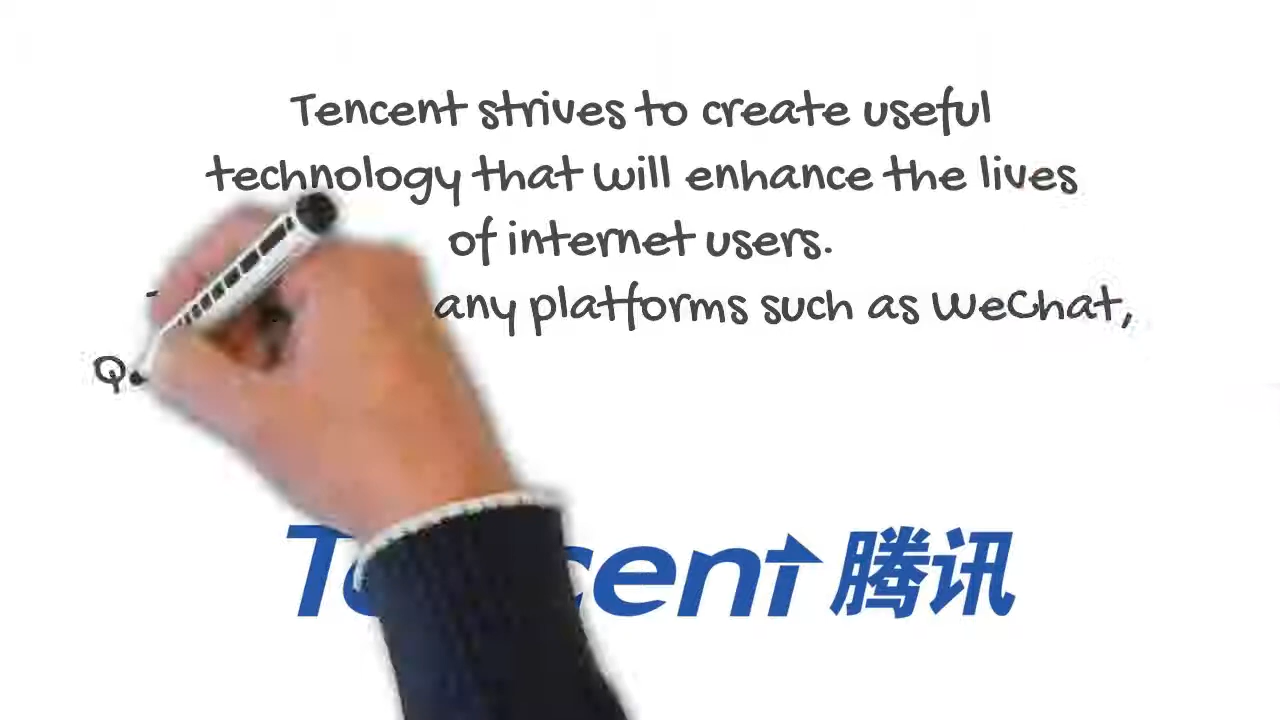 Tencent strives to create useful
technology that will enhance the lives
of internet users.
any platforms such as WeChat,
Q
cent 腾讯